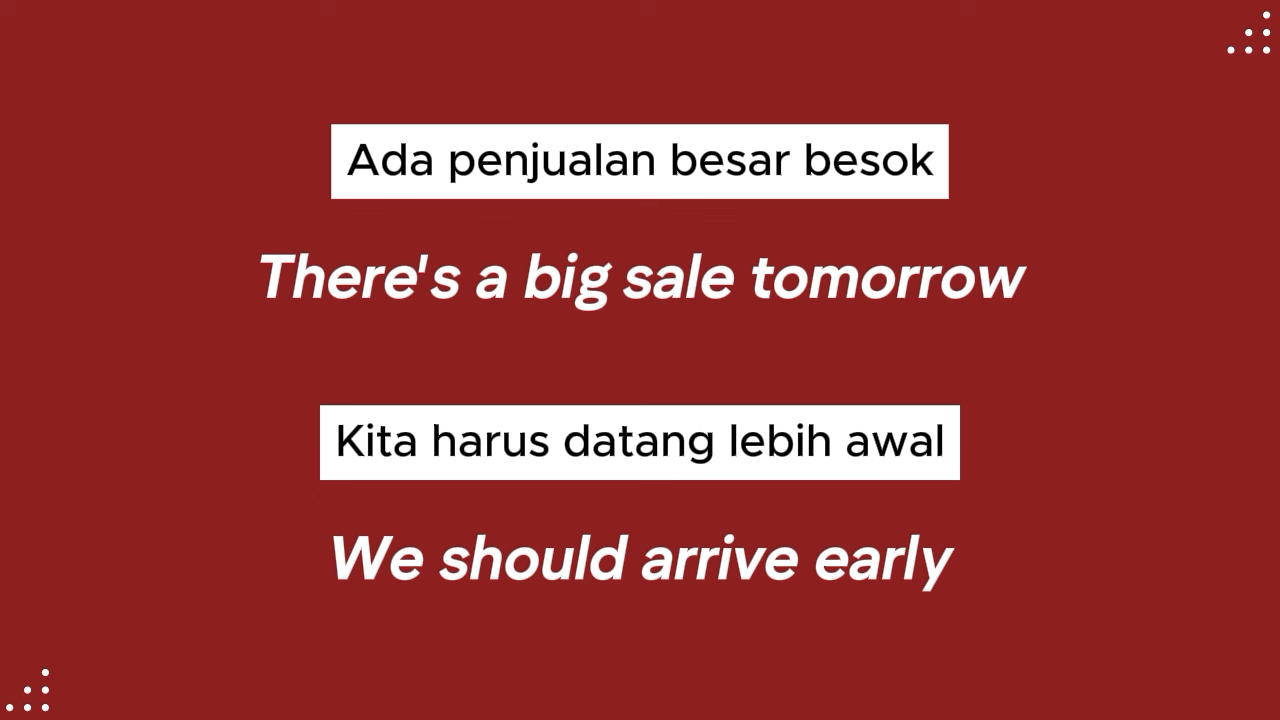 Ada penjualan besar besok
There's a big sale tomorrow
Kita harus datang lebih awal
We should arrive early